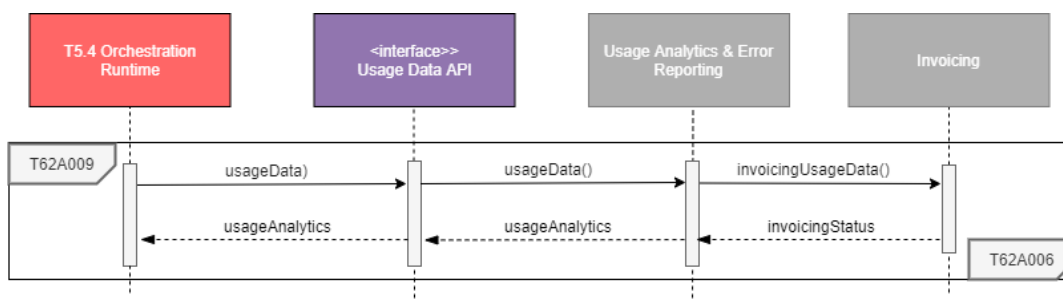 T5.4 Orchestration
Runtime
<interface>>
Usage Data API
Usage Analytics & Error
Reporting
Invoicing
T62A009
usageData)
usageData()
invoicingUsageData()
usageAnalytics
usageAnalytics
invoicingStatus
T62A006